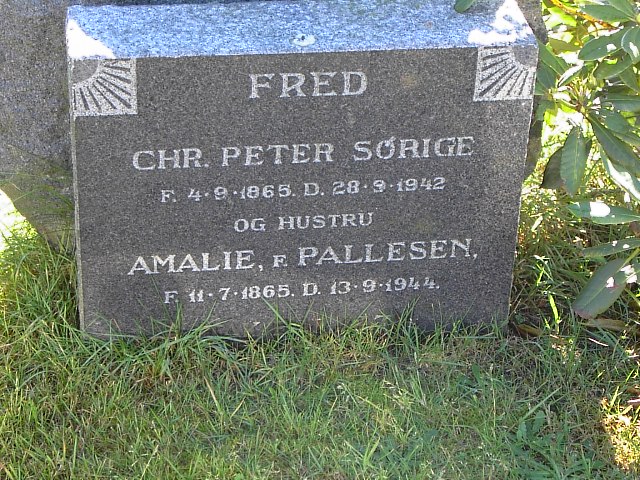 FRED
CHR. PETER SØRIGE
F. 4·9·1865. D. 28·9·1942
OG HUSTRU
AMALIE, F. PALLESEN,
F. 11·7·1865. D. 13·9·1944.